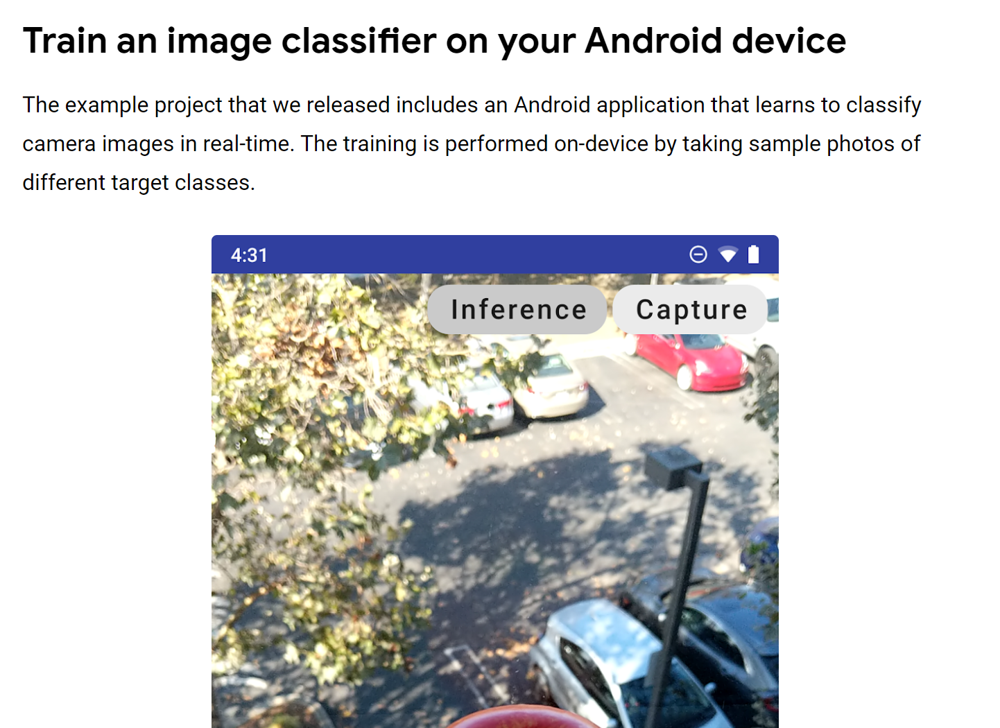 Train an image classifier on your Android device
The example project that we released includes an Android application that learns to classify
camera images in real-time. The training is performed on-device by taking sample photos of
different target classes.
4:31
Inference Capture